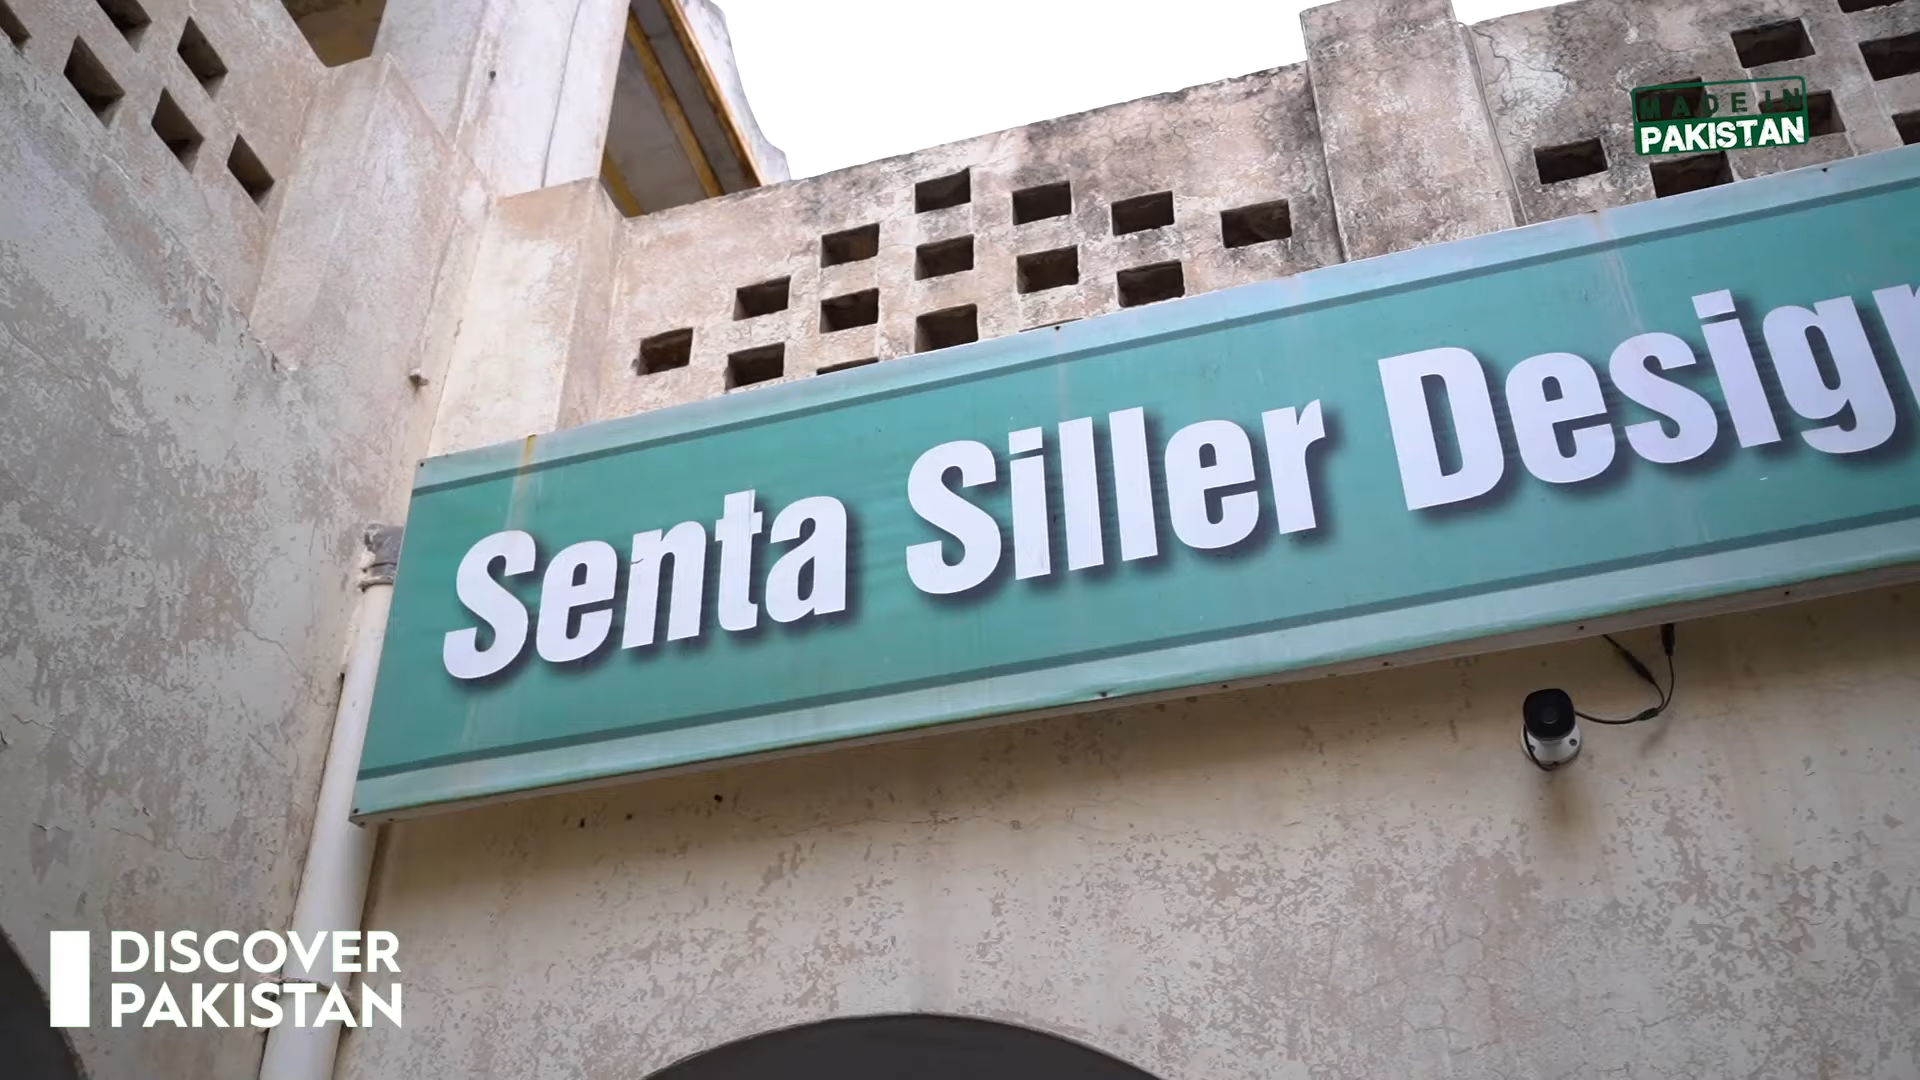 MADE IN
PAKISTAN
Senta Siller Desig
DISCOVER
PAKISTAN